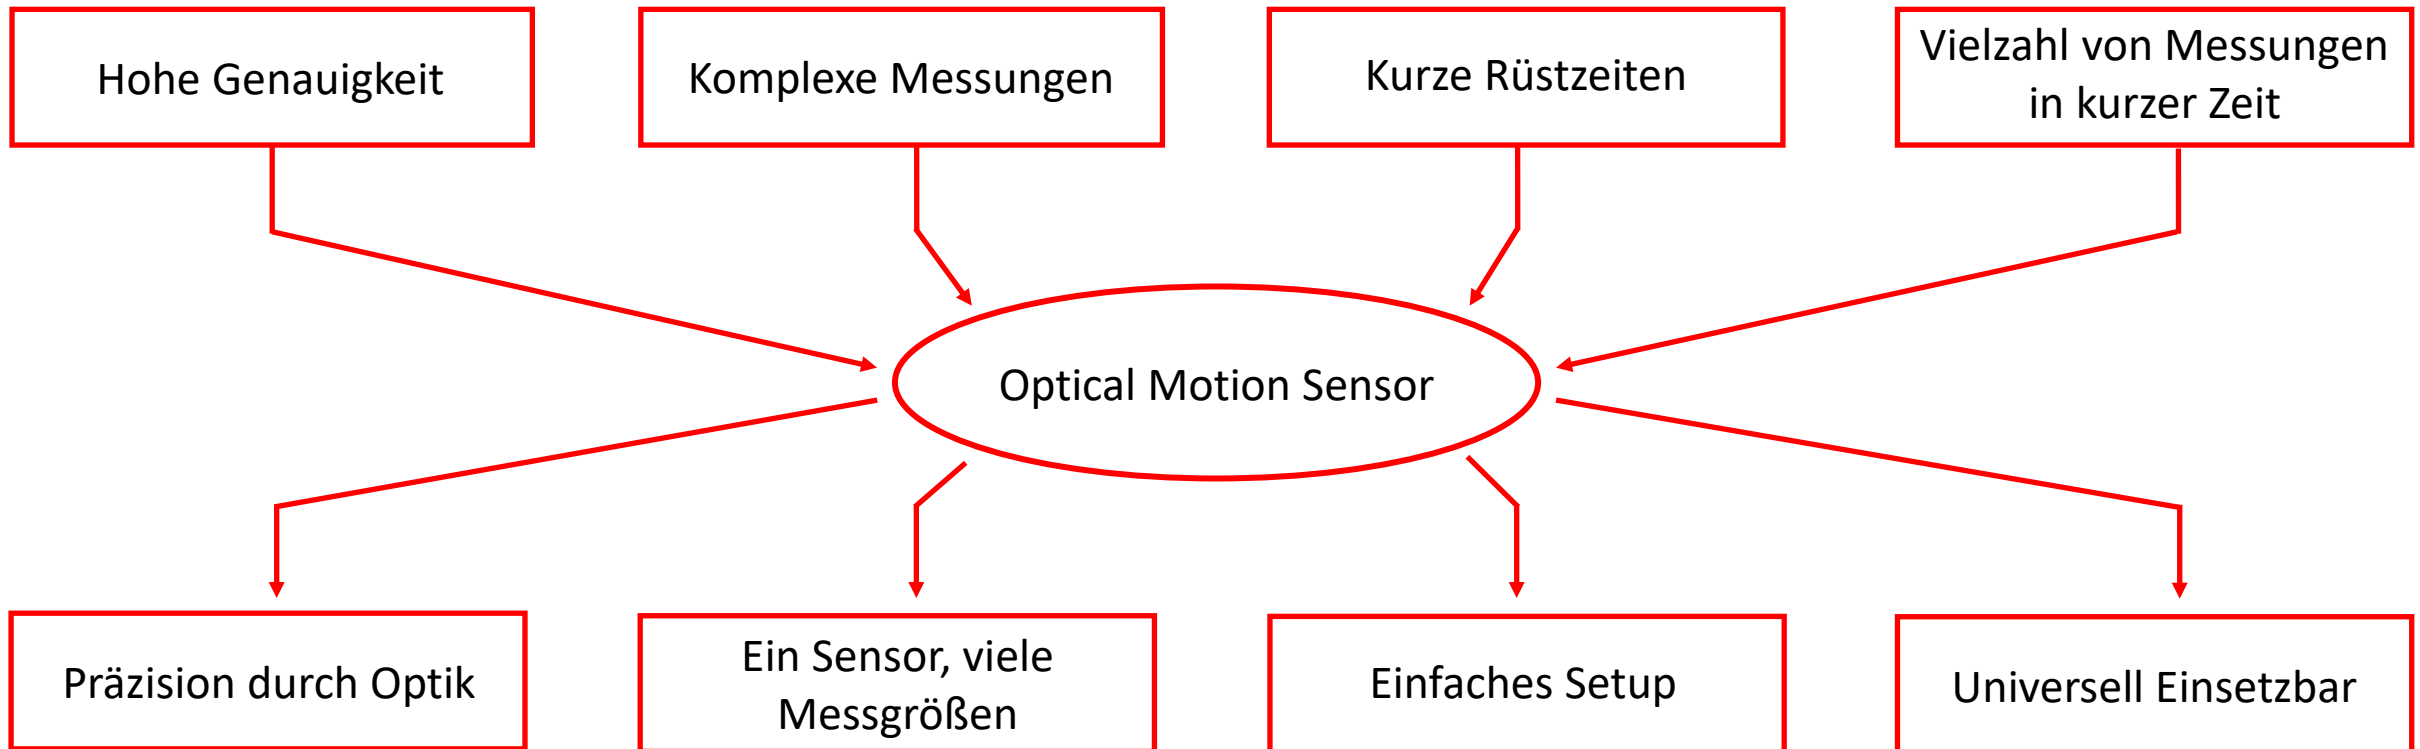 Hohe Genauigkeit
Komplexe Messungen
Kurze Rüstzeiten
Vielzahl von Messungen
in kurzer Zeit
Optical Motion Sensor
Präzision durch Optik
Ein Sensor, viele
Messgrößen
Einfaches Setup
Universell Einsetzbar